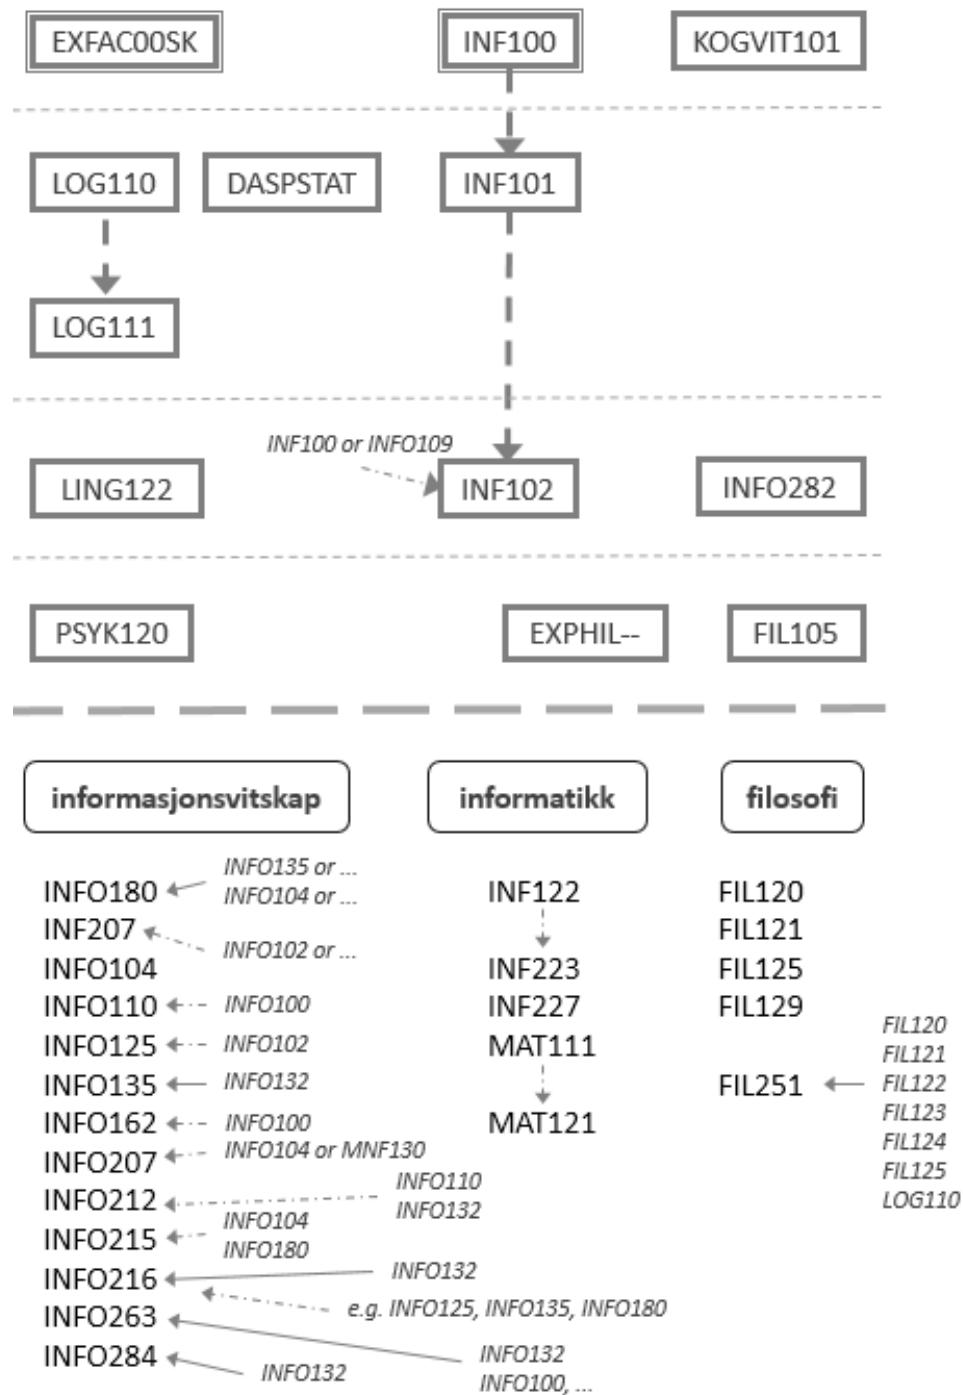 EXFAC00SK INF100 KOGVIT101
LOG110 DASPSTAT INF101
LOG111
INF100 or INFO109
LING122 INF102 INFO282
PSYK120 EXPHIL-- FIL105
informasjonsvitskap informatikk filosofi
INFO135 or ...
INFO180 INF122 FIL120
INFO104 or ...
INF207 FIL121
INFO102 or ...
INFO104 INF223 FIL125
INFO110 INFO100 INF227 FIL129
FIL120
INFO125 INFO102 MAT111
FIL121
INFO135 INFO132 FIL251 FIL122
FIL123
INFO162 INFO100 MAT121
FIL124
INFO207 INFO104 or MNF130
FIL125
INFO110
INFO212 LOG110
INFO132
INFO104
INFO215
INFO180
INFO216 INFO132
e.g. INFO125, INFO135, INFO180
INFO263
INFO132
INFO284
INFO132
INFO100, ...